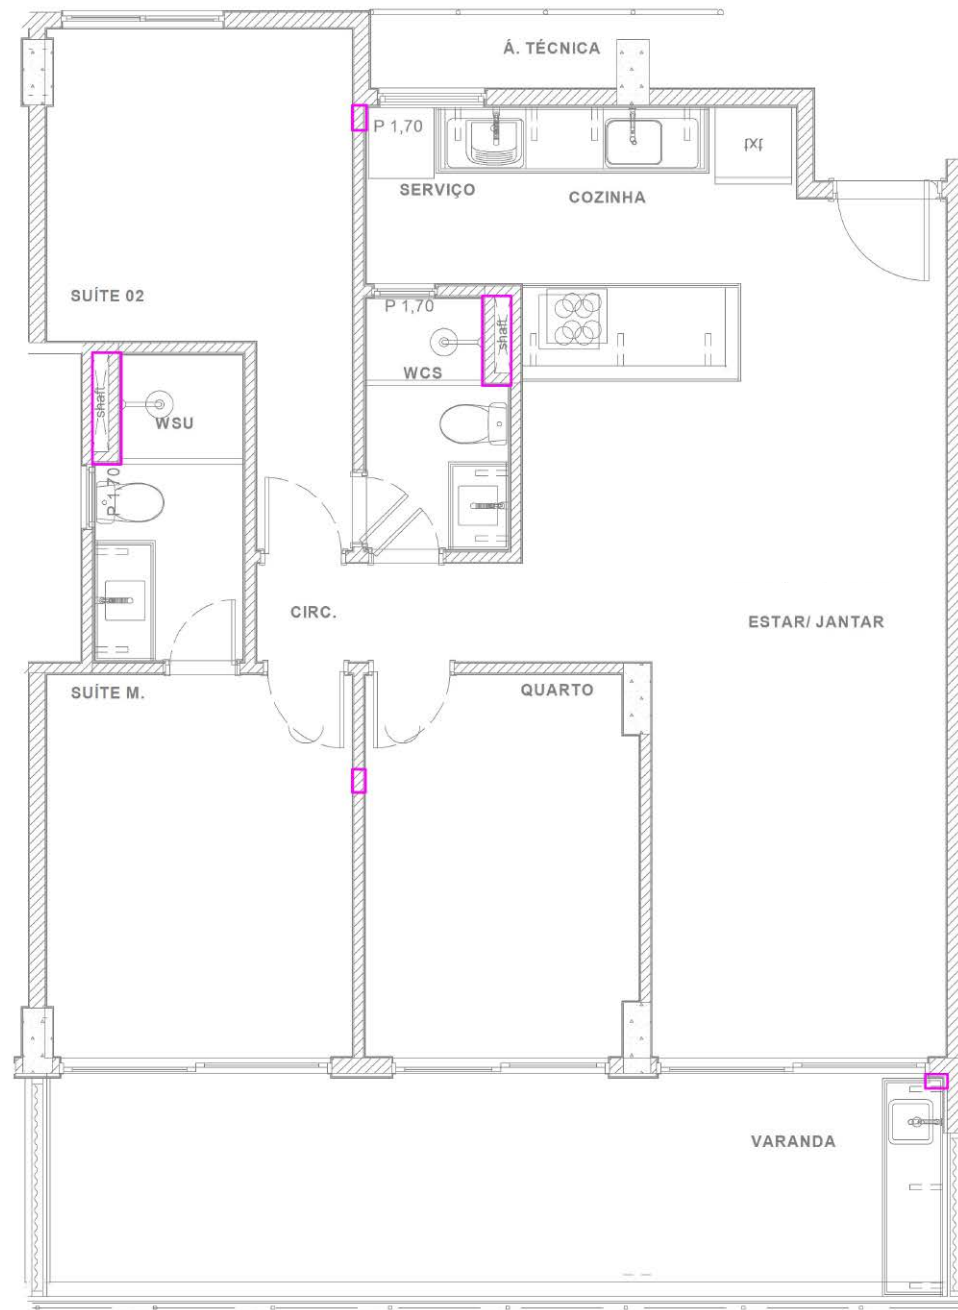 Á. TÉCNICA
P 1,70
SERVIÇO
COZINHA
txt
SUÍTE 02
P 1,70
shaft
WCS
shaft
WSU
P 1,70
CIRC.
ESTAR/ JANTAR
SUÍTE M.
QUARTO
VARANDA